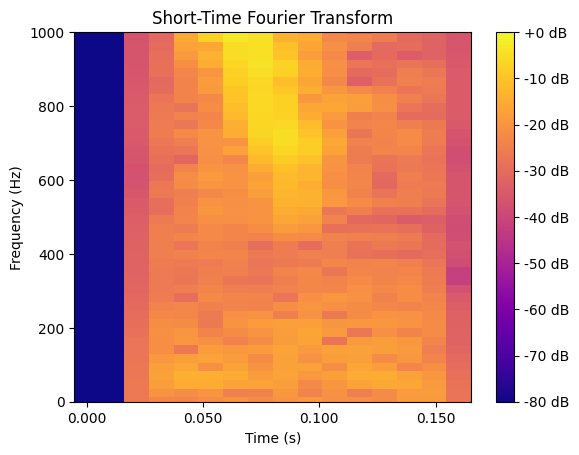 Short-Time Fourier Transform
1000
800
600
400
200
0
Frequency (Hz)
0.000
0.050
0.100
0.150
Time (s)
+0 dB
-10 dB
-20 dB
-30 dB
-40 dB
-50 dB
-60 dB
-70 dB
-80 dB